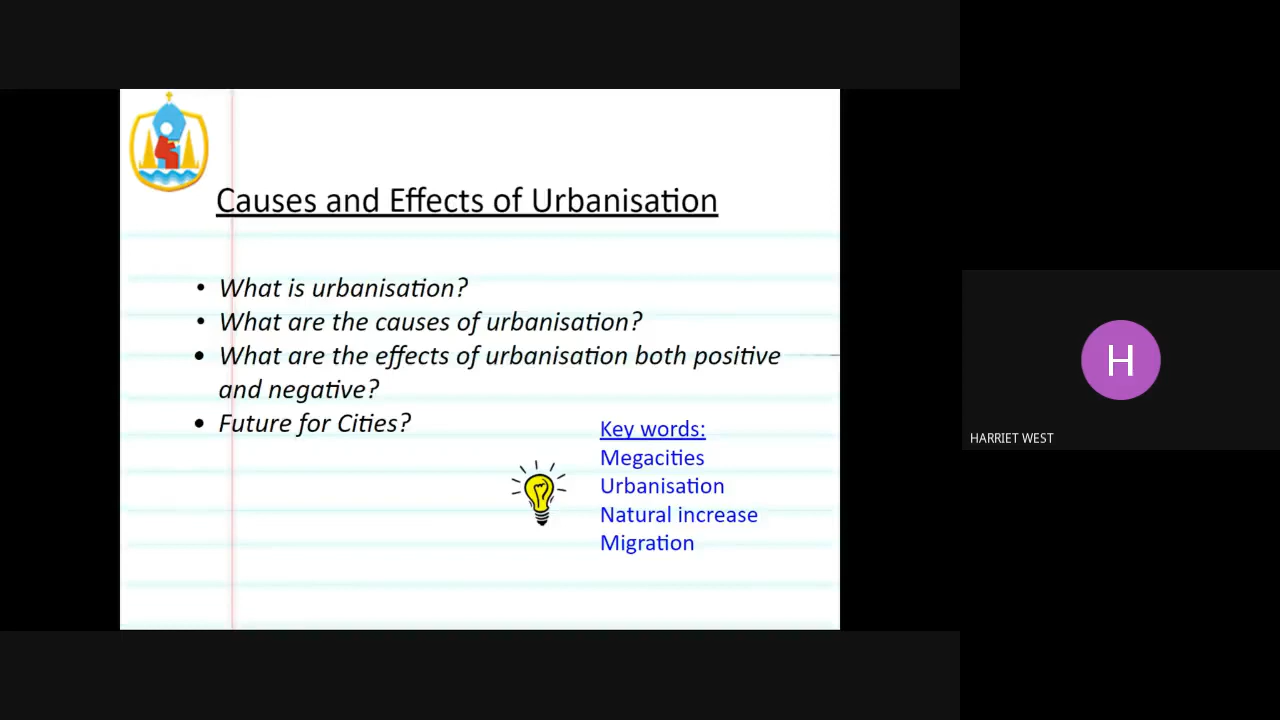 Causes and Effects of Urbanisation
• What is urbanisation?
• What are the causes of urbanisation?
• What are the effects of urbanisation both positive
and negative?
• Future for Cities?
Key words:
Megacities
Urbanisation
Natural increase
Migration
H
HARRIET WEST